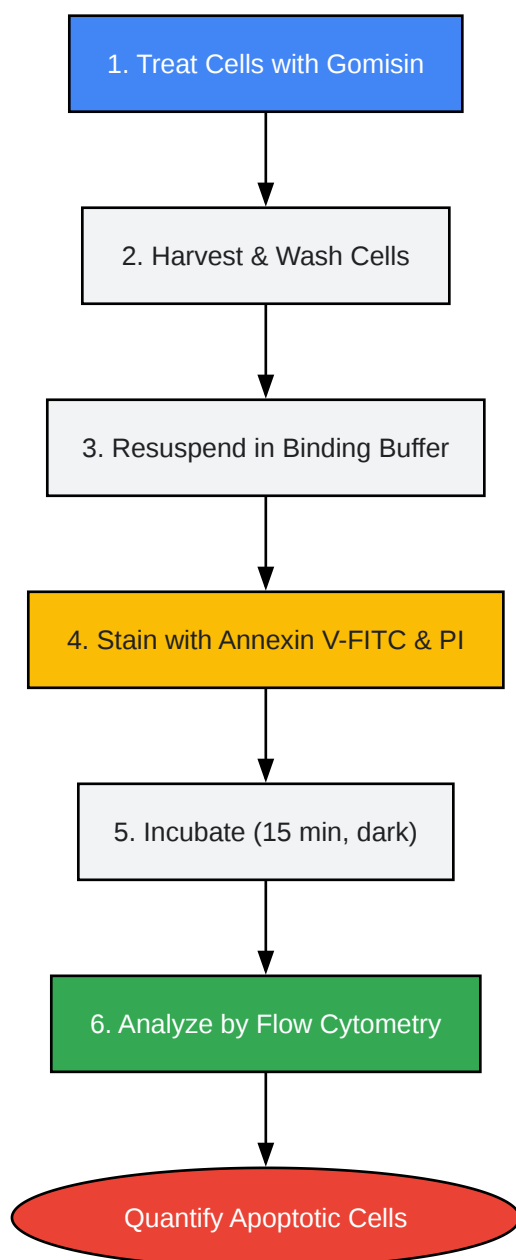 1. Treat Cells with Gomisin
2. Harvest & Wash Cells
3. Resuspend in Binding Buffer
4. Stain with Annexin V-FITC & PI
5. Incubate (15 min, dark)
6. Analyze by Flow Cytometry
Quantify Apoptotic Cells